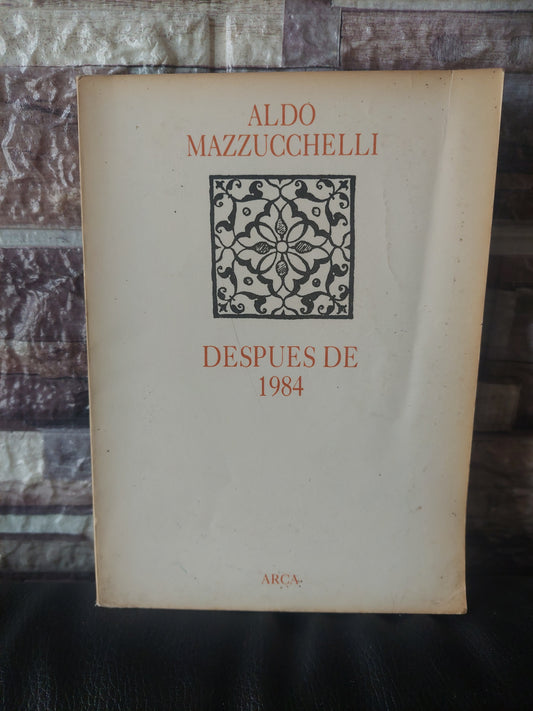 ALDO
MAZZUCCHELLI
DESPUES DE
1984
ARCA